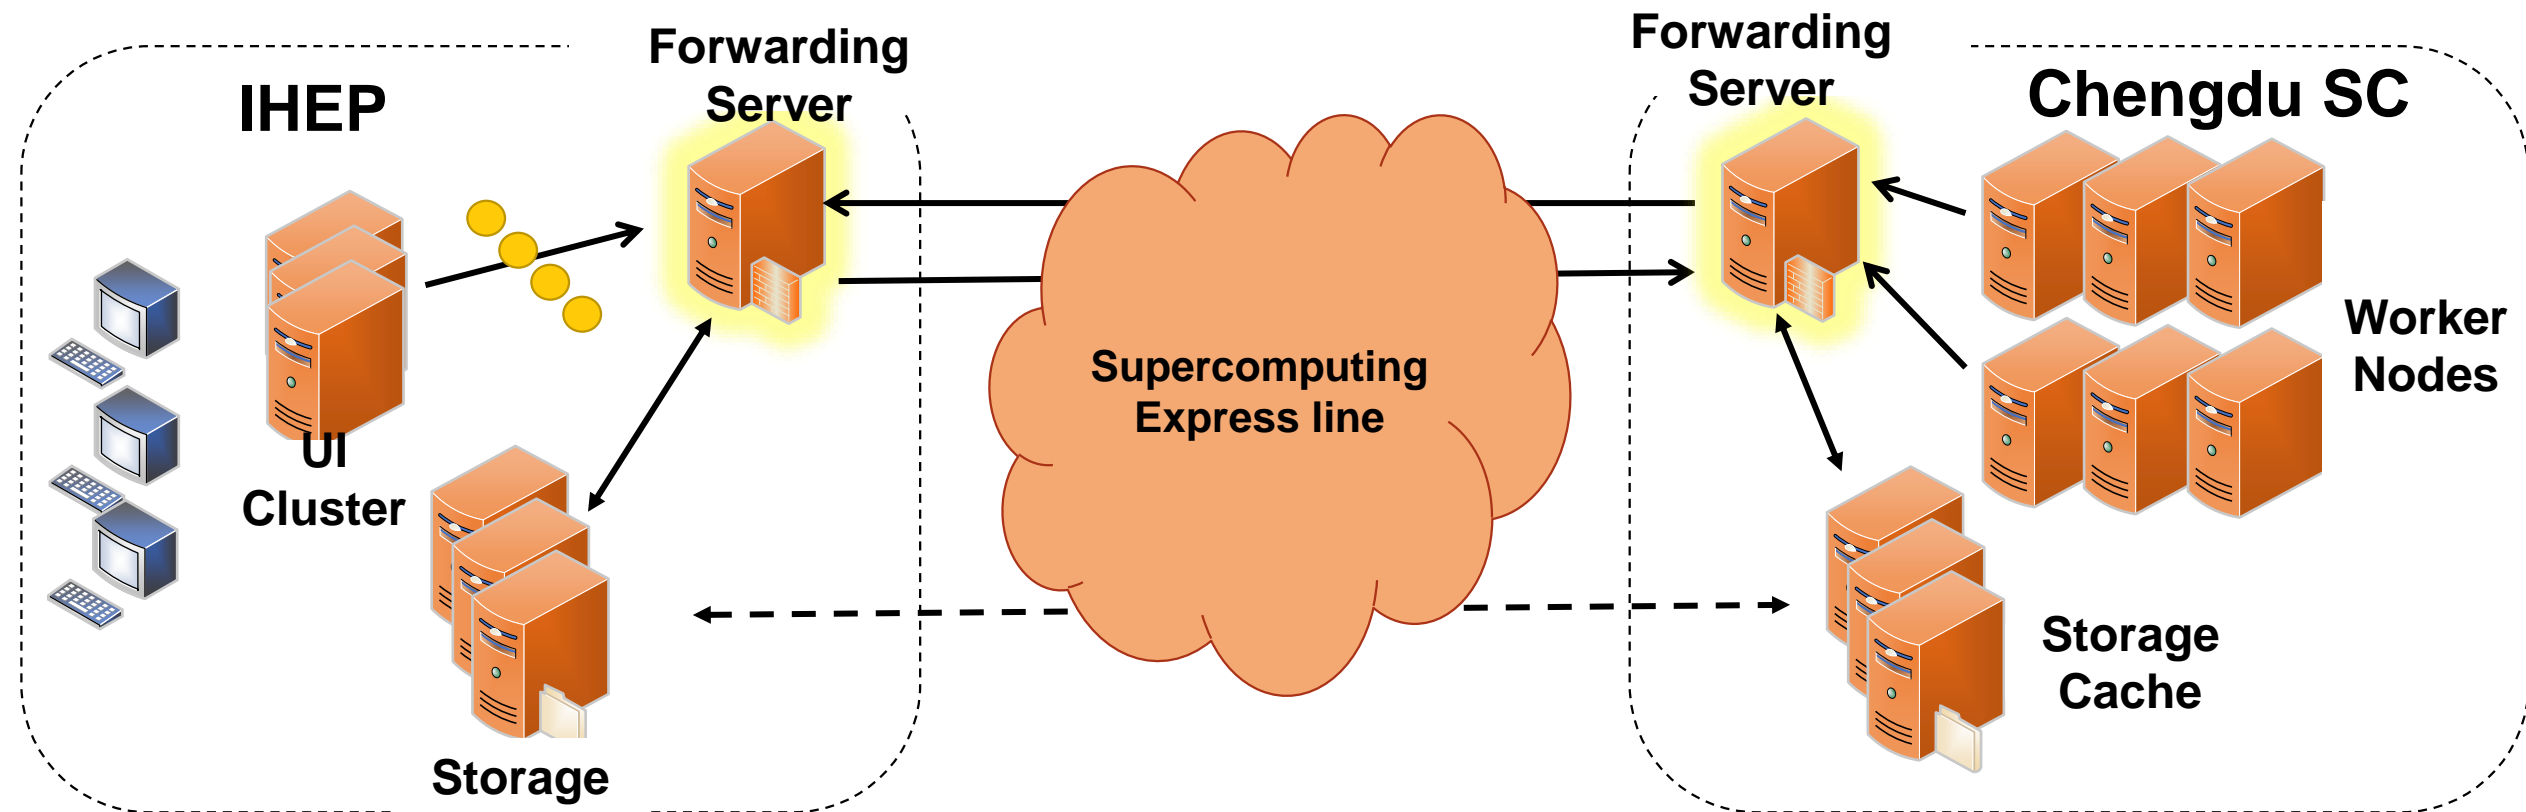 IHEP
Forwarding
Server
UI
Cluster
Storage
Supercomputing
Express line
Forwarding
Server
Chengdu SC
Worker
Nodes
Storage
Cache